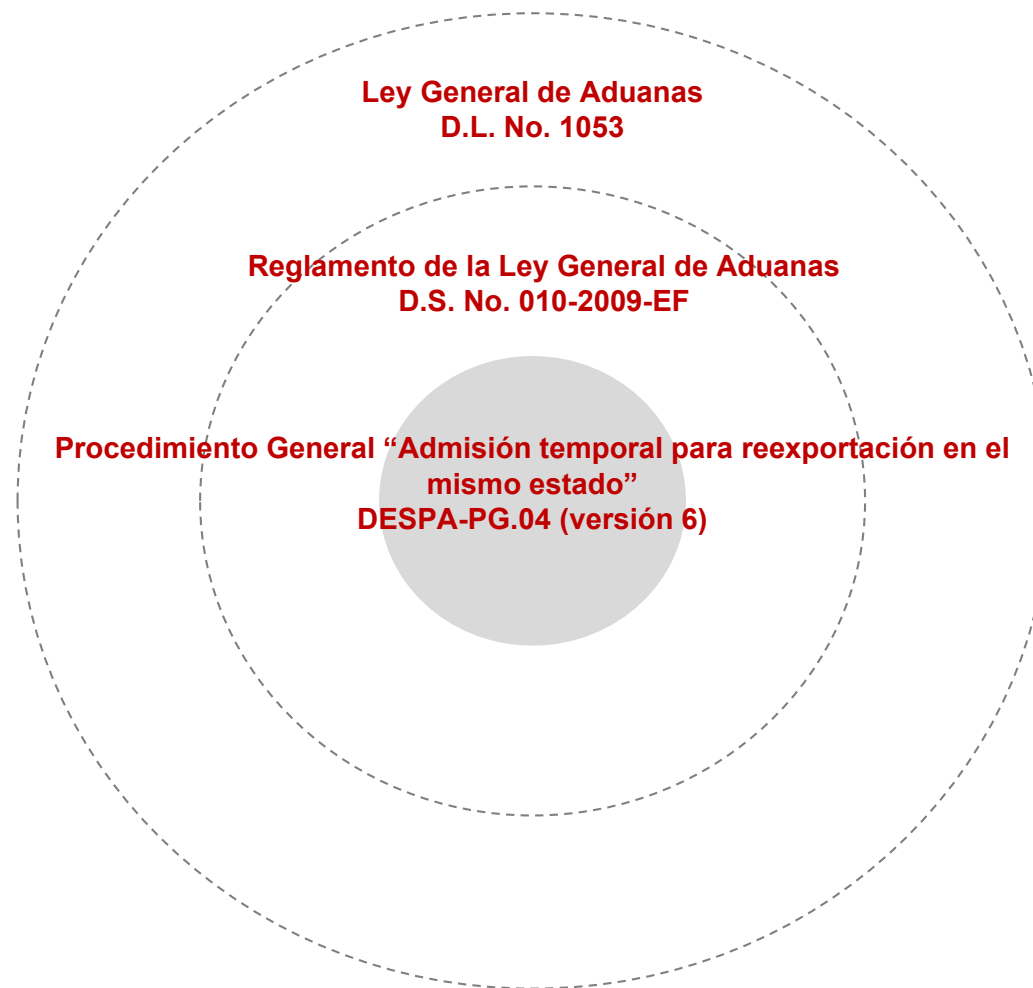 Ley General de Aduanas
D.L. No. 1053
Reglamento de la Ley General de Aduanas
D.S. No. 010-2009-EF
Procedimiento General “Admisión temporal para reexportación en el
mismo estado”
DESPA-PG.04 (versión 6)